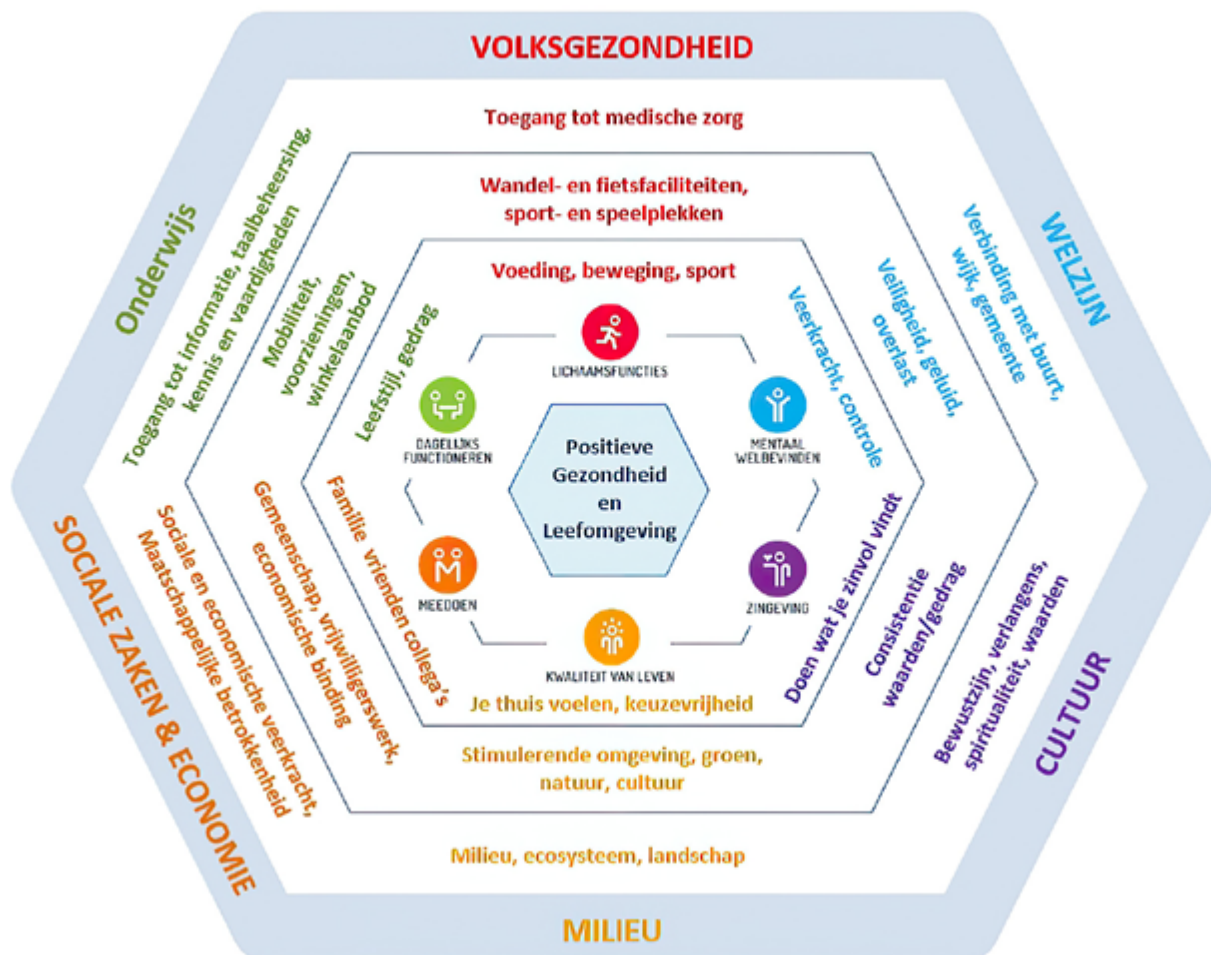 VOLKSGEZONDHEID
Toegang tot medische zorg
Wandel- en fietsfaciliteiten,
sport- en speelplekken
Voeding, beweging, sport
LICHAAMSFUNCTIES
WELZIJN
Verbinding met buurt,
wijk, gemeente
Veiligheid, geluid,
overlast
Veerkracht, controle
MENTAAL
WELBEVINDEN
Onderwijs
Toegang tot informatie, taalbeheersing,
kennis en vaardigheden
Mobiliteit,
voorzieningen,
winkelaanbod
Leefstijl, gedrag
DAGELIJKS
FUNCTIONEREN
Positieve
Gezondheid
en
Leefomgeving
SOCIALE ZAKEN & ECONOMIE
Sociale en economische veerkracht,
Maatschappelijke betrokkenheid
Gemeenschap, vrijwilligerswerk,
economische binding
Familie vrienden collega's
MEEDOEN
ZINGEVING
Doen wat je zinvol vindt
Consistentie
waarden/gedrag
Bewustzijn, verlangens,
spiritualiteit, waarden
CULTUUR
KWALITEIT VAN LEVEN
Je thuis voelen, keuzevrijheid
Stimulerende omgeving, groen,
natuur, cultuur
Milieu, ecosysteem, landschap
MILIEU